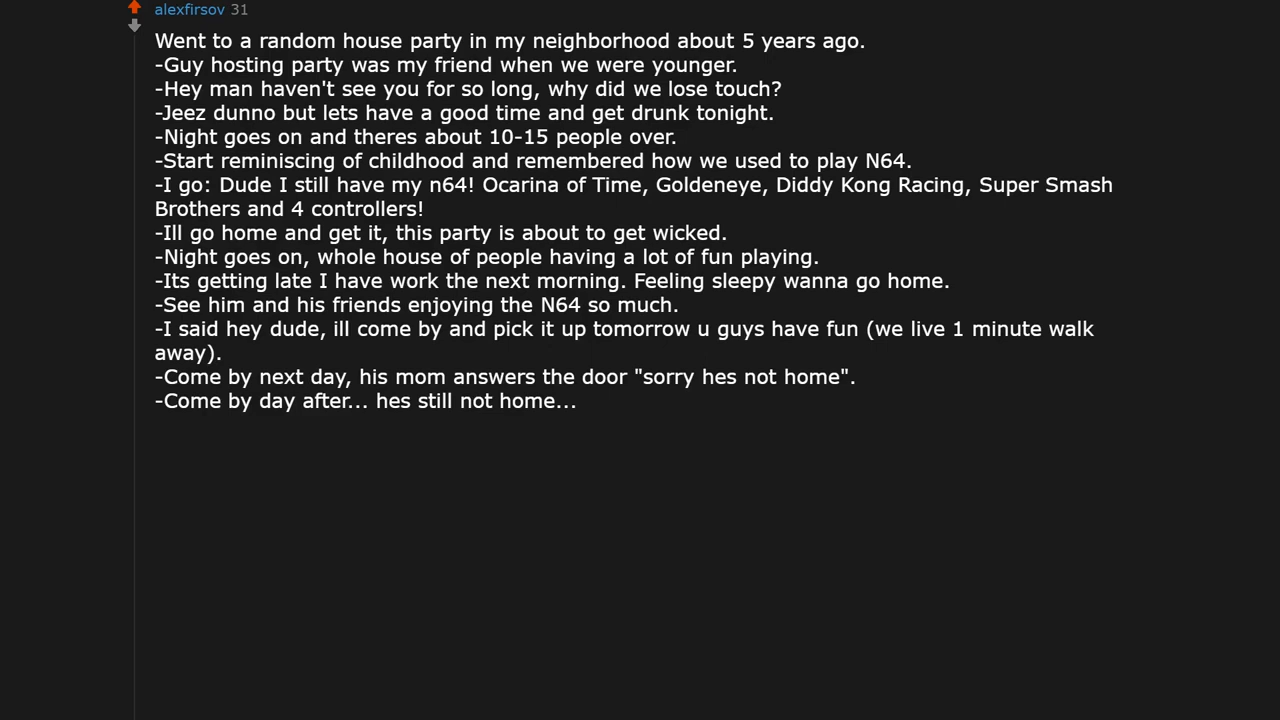 alexfirsov 31
Went to a random house party in my neighborhood about 5 years ago.
-Guy hosting party was my friend when we were younger.
-Hey man haven't see you for so long, why did we lose touch?
-Jeez dunno but lets have a good time and get drunk tonight.
-Night goes on and theres about 10-15 people over.
-Start reminiscing of childhood and remembered how we used to play N64.
-I go: Dude I still have my n64! Ocarina of Time, Goldeneye, Diddy Kong Racing, Super Smash
Brothers and 4 controllers!
-Ill go home and get it, this party is about to get wicked.
-Night goes on, whole house of people having a lot of fun playing.
-Its getting late I have work the next morning. Feeling sleepy wanna go home.
-See him and his friends enjoying the N64 so much.
-I said hey dude, ill come by and pick it up tomorrow u guys have fun (we live 1 minute walk
away).
-Come by next day, his mom answers the door "sorry hes not home".
-Come by day after... hes still not home...